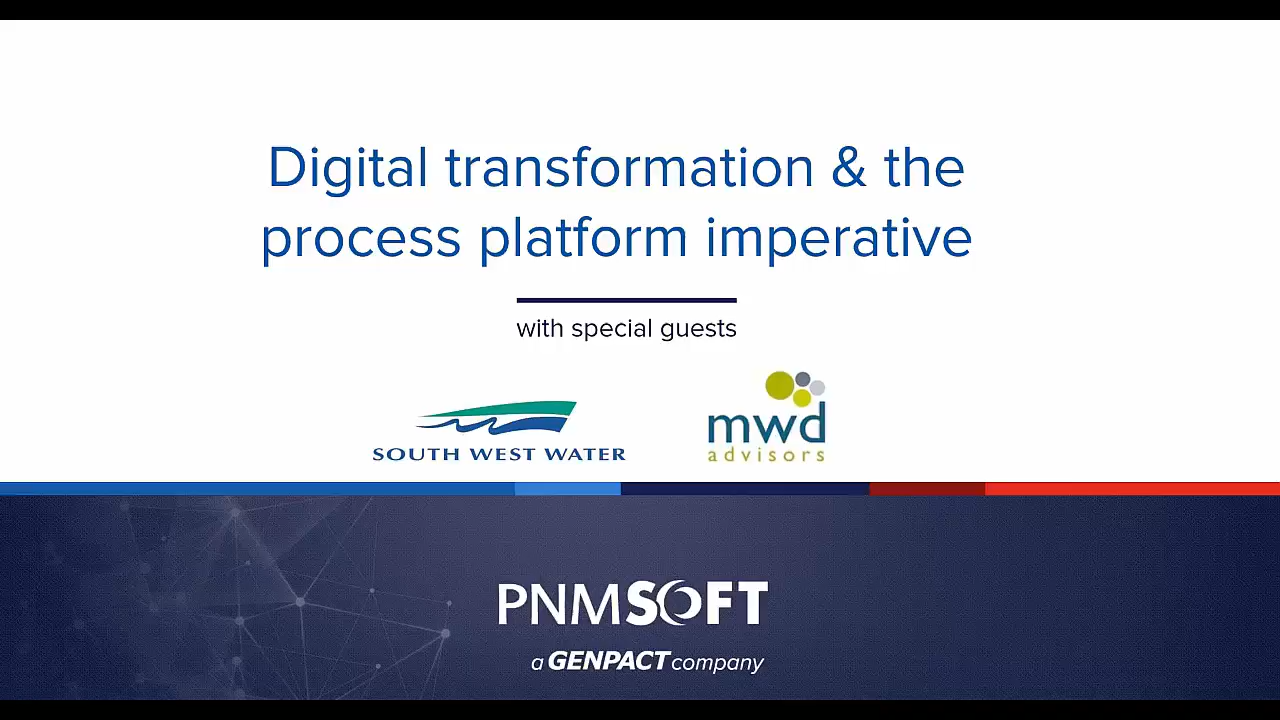 Digital transformation & the
process platform imperative
with special guests
SOUTH WEST WATER
mwd
advisors
PNMSOFT
a GENPACT company